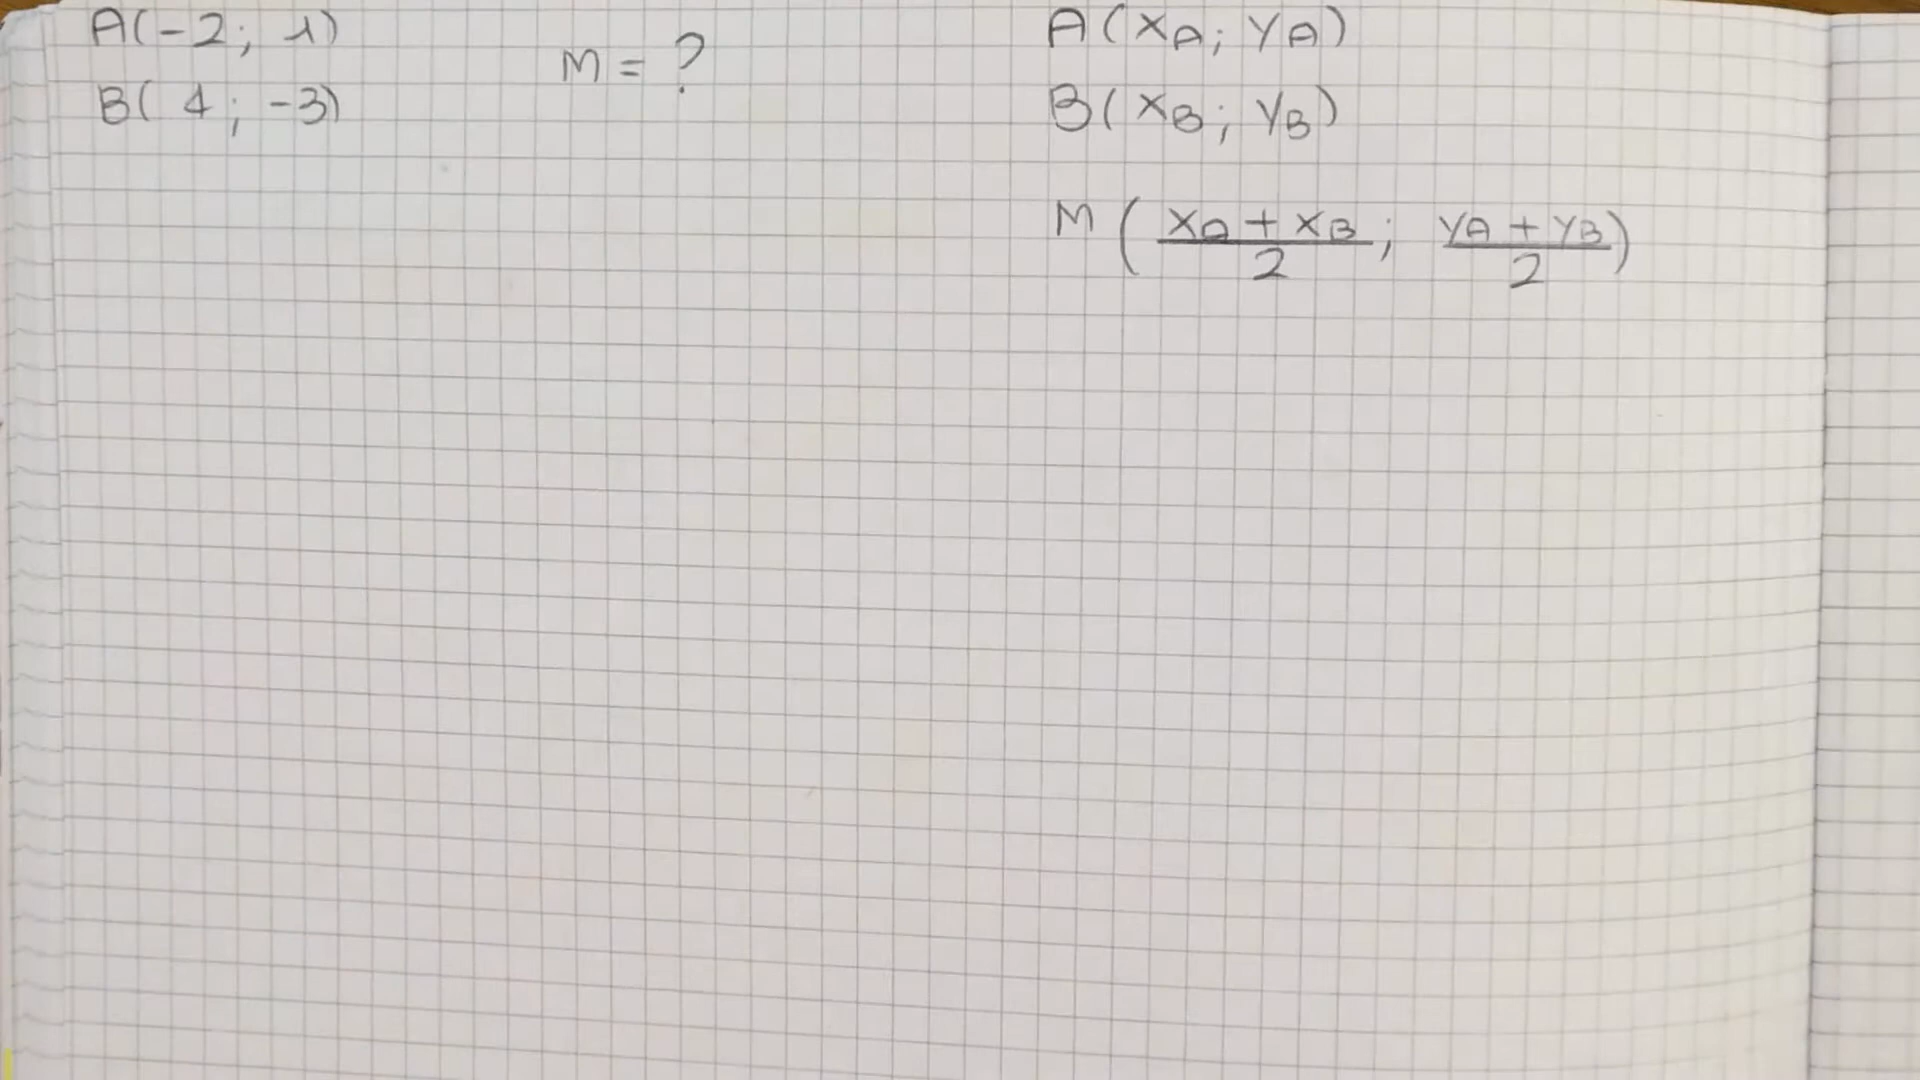 A(-2; 1)
B(4; -3)
M = ?
A(xA; yA)
B(xB; yB)
M(xA + xB / 2; yA + yB / 2)